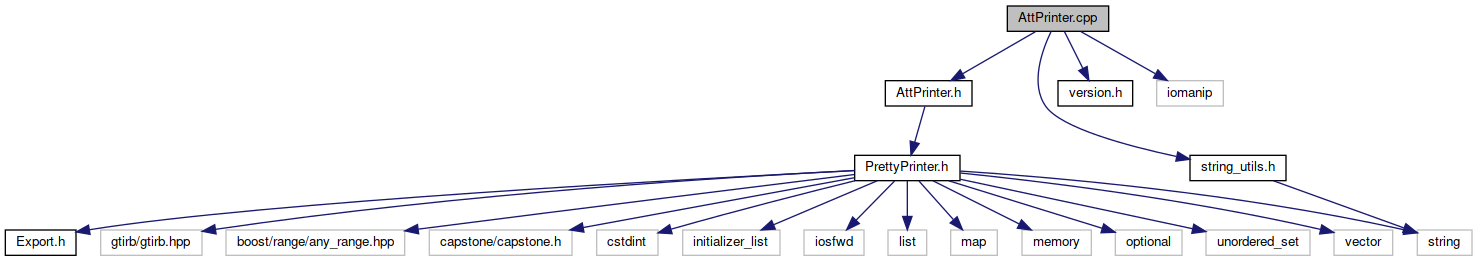 AttPrinter.cpp
AttPrinter.h
version.h
iomanip
PrettyPrinter.h
string_utils.h
Export.h
gtirb/gtirb.hpp
boost/range/any_range.hpp
capstone/capstone.h
cstdint
initializer_list
iosfwd
list
map
memory
optional
unordered_set
vector
string